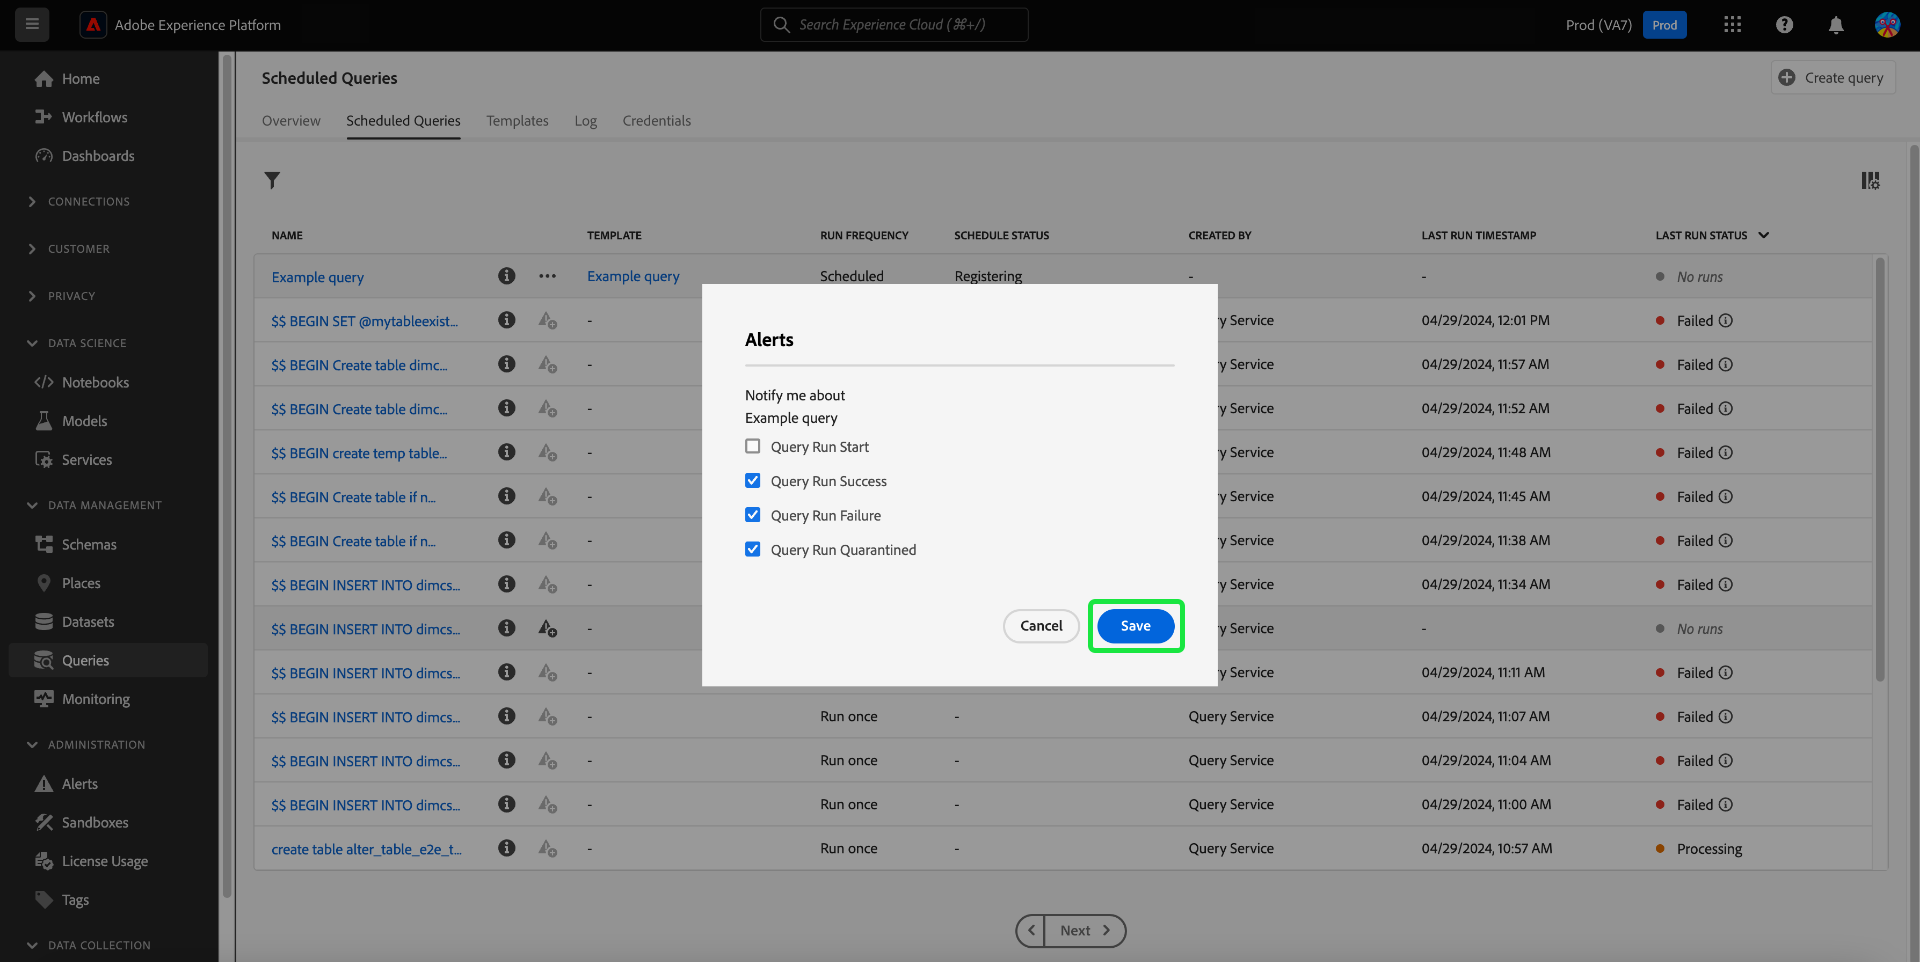 Adobe Experience Platform
Search Experience Cloud (⌘+/)
Prod (VA7)
Prod
Home
Workflows
Dashboards
CONNECTIONS
CUSTOMER
PRIVACY
DATA SCIENCE
Notebooks
Models
Services
DATA MANAGEMENT
Schemas
Places
Datasets
Queries
Monitoring
ADMINISTRATION
Alerts
Sandboxes
License Usage
Tags
DATA COLLECTION
Scheduled Queries
Create query
Overview Scheduled Queries Templates Log Credentials
NAME TEMPLATE RUN FREQUENCY SCHEDULE STATUS CREATED BY LAST RUN TIMESTAMP LAST RUN STATUS
Example query ••• Example query Scheduled Registering - - No runs
$$ BEGIN SET @mytableexist... - y Service 04/29/2024, 12:01 PM Failed
$$ BEGIN Create table dimc... - y Service 04/29/2024, 11:57 AM Failed
$$ BEGIN Create table dimc... - y Service 04/29/2024, 11:52 AM Failed
$$ BEGIN create temp table... - y Service 04/29/2024, 11:48 AM Failed
$$ BEGIN Create table if n... - y Service 04/29/2024, 11:45 AM Failed
$$ BEGIN Create table if n... - y Service 04/29/2024, 11:38 AM Failed
$$ BEGIN INSERT INTO dimcs... - y Service 04/29/2024, 11:34 AM Failed
$$ BEGIN INSERT INTO dimcs... - y Service - No runs
$$ BEGIN INSERT INTO dimcs... - y Service 04/29/2024, 11:11 AM Failed
$$ BEGIN INSERT INTO dimcs... - Run once - Query Service 04/29/2024, 11:07 AM Failed
$$ BEGIN INSERT INTO dimcs... - Run once - Query Service 04/29/2024, 11:04 AM Failed
$$ BEGIN INSERT INTO dimcs... - Run once - Query Service 04/29/2024, 11:00 AM Failed
create table alter_table_e2e_t... - Run once - Query Service 04/29/2024, 10:57 AM Processing
Alerts
Notify me about
Example query
Query Run Start
Query Run Success
Query Run Failure
Query Run Quarantined
Cancel Save
Next